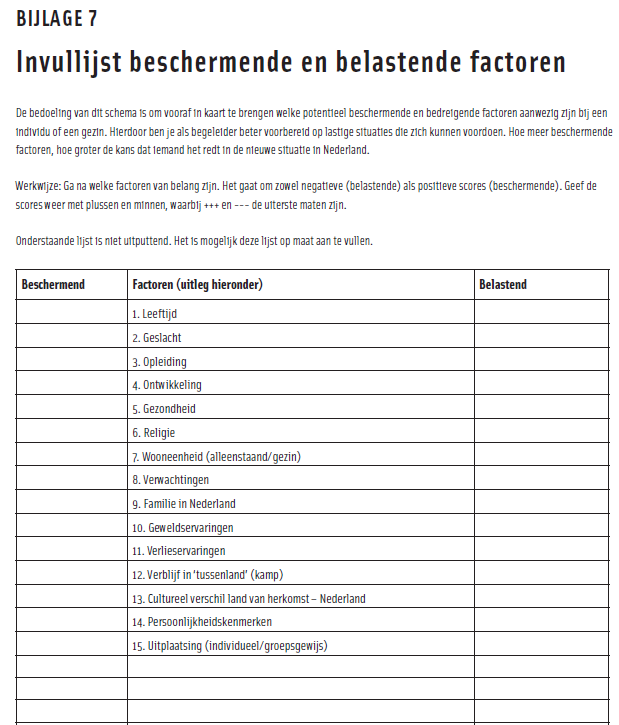 BIJLAGE 7
Invullijst beschermende en belastende factoren
De bedoeling van dit schema is om vooraf in kaart te brengen welke potentieel beschermende en bedreigende factoren aanwezig zijn bij een
individu of een gezin. Hierdoor ben je als begeleider beter voorbereid op lastige situaties die zich kunnen voordoen. Hoe meer beschermende
factoren, hoe groter de kans dat iemand het redt in de nieuwe situatie in Nederland.
Werkwijze: Ga na welke factoren van belang zijn. Het gaat om zowel negatieve (belastende) als positieve scores (beschermende). Geef de
scores weer met plussen en minnen, waarbij +++ en --- de uiterste maten zijn.
Onderstaande lijst is niet uitputtend. Het is mogelijk deze lijst op maat aan te vullen.
Beschermend Factoren (uitleg hieronder) Belastend
1. Leeftijd
2. Geslacht
3. Opleiding
4. Ontwikkeling
5. Gezondheid
6. Religie
7. Wooneenheid (alleenstaand/gezin)
8. Verwachtingen
9. Familie in Nederland
10. Geweldservaringen
11. Verlieservaringen
12. Verblijf in 'tussenland' (kamp)
13. Cultureel verschil land van herkomst – Nederland
14. Persoonlijkheidskenmerken
15. Uitplaatsing (individueel/groepsgewijs)